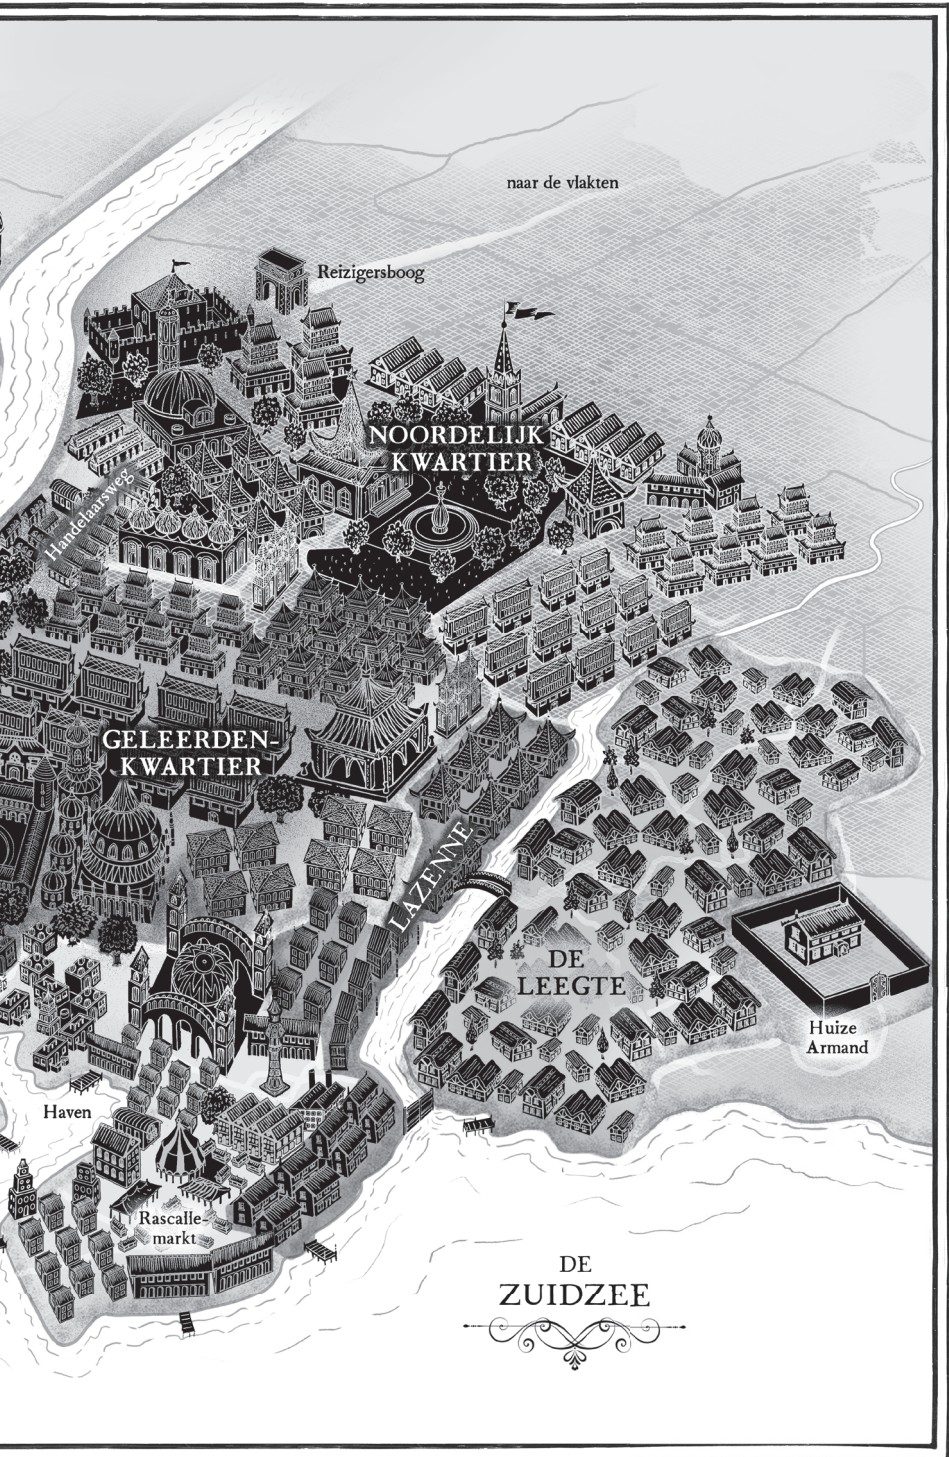 naar de vlakten
Reizigersboog
NOORDELIJK
KWARTIER
Handelaarsweg
GELEERDEN-
KWARTIER
LAZENNE
DE
LEEGTE
Huize
Armand
Haven
Rascalle-
markt
DE
ZUIDZEE